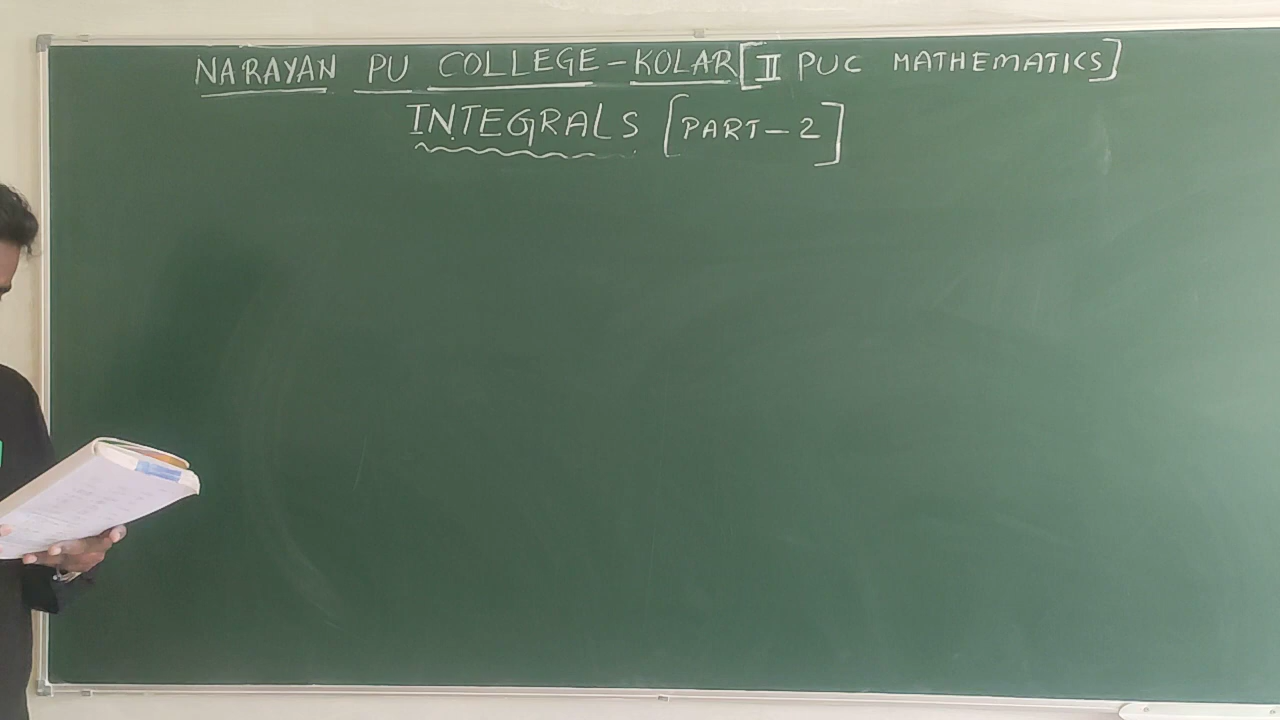 NARAYAN PU COLLEGE-KOLAR [II PUC MATHEMATICS]
INTEGRALS [PART-2]